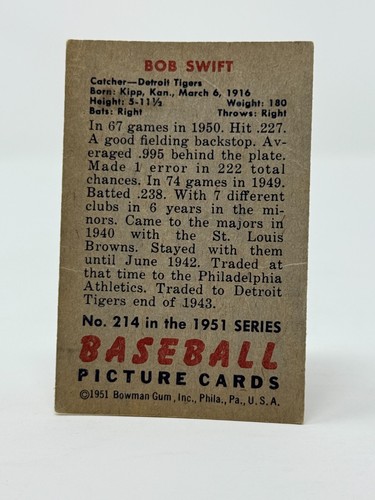 BOB SWIFT
Catcher—Detroit Tigers
Born: Kipp, Kan., March 6, 1916
Height: 5-11½ Weight: 180
Bats: Right Throws: Right
In 67 games in 1950. Hit .227.
A good fielding backstop. Av-
eraged .995 behind the plate.
Made 1 error in 222 total
chances. In 74 games in 1949.
Batted .238. With 7 different
clubs in 6 years in the mi-
nors. Came to the majors in
1940 with the St. Louis
Browns. Stayed with them
until June 1942. Traded at
that time to the Philadelphia
Athletics. Traded to Detroit
Tigers end of 1943.
No. 214 in the 1951 SERIES
BASEBALL
PICTURE CARDS
©1951 Bowman Gum, Inc., Phila., Pa., U. S. A.